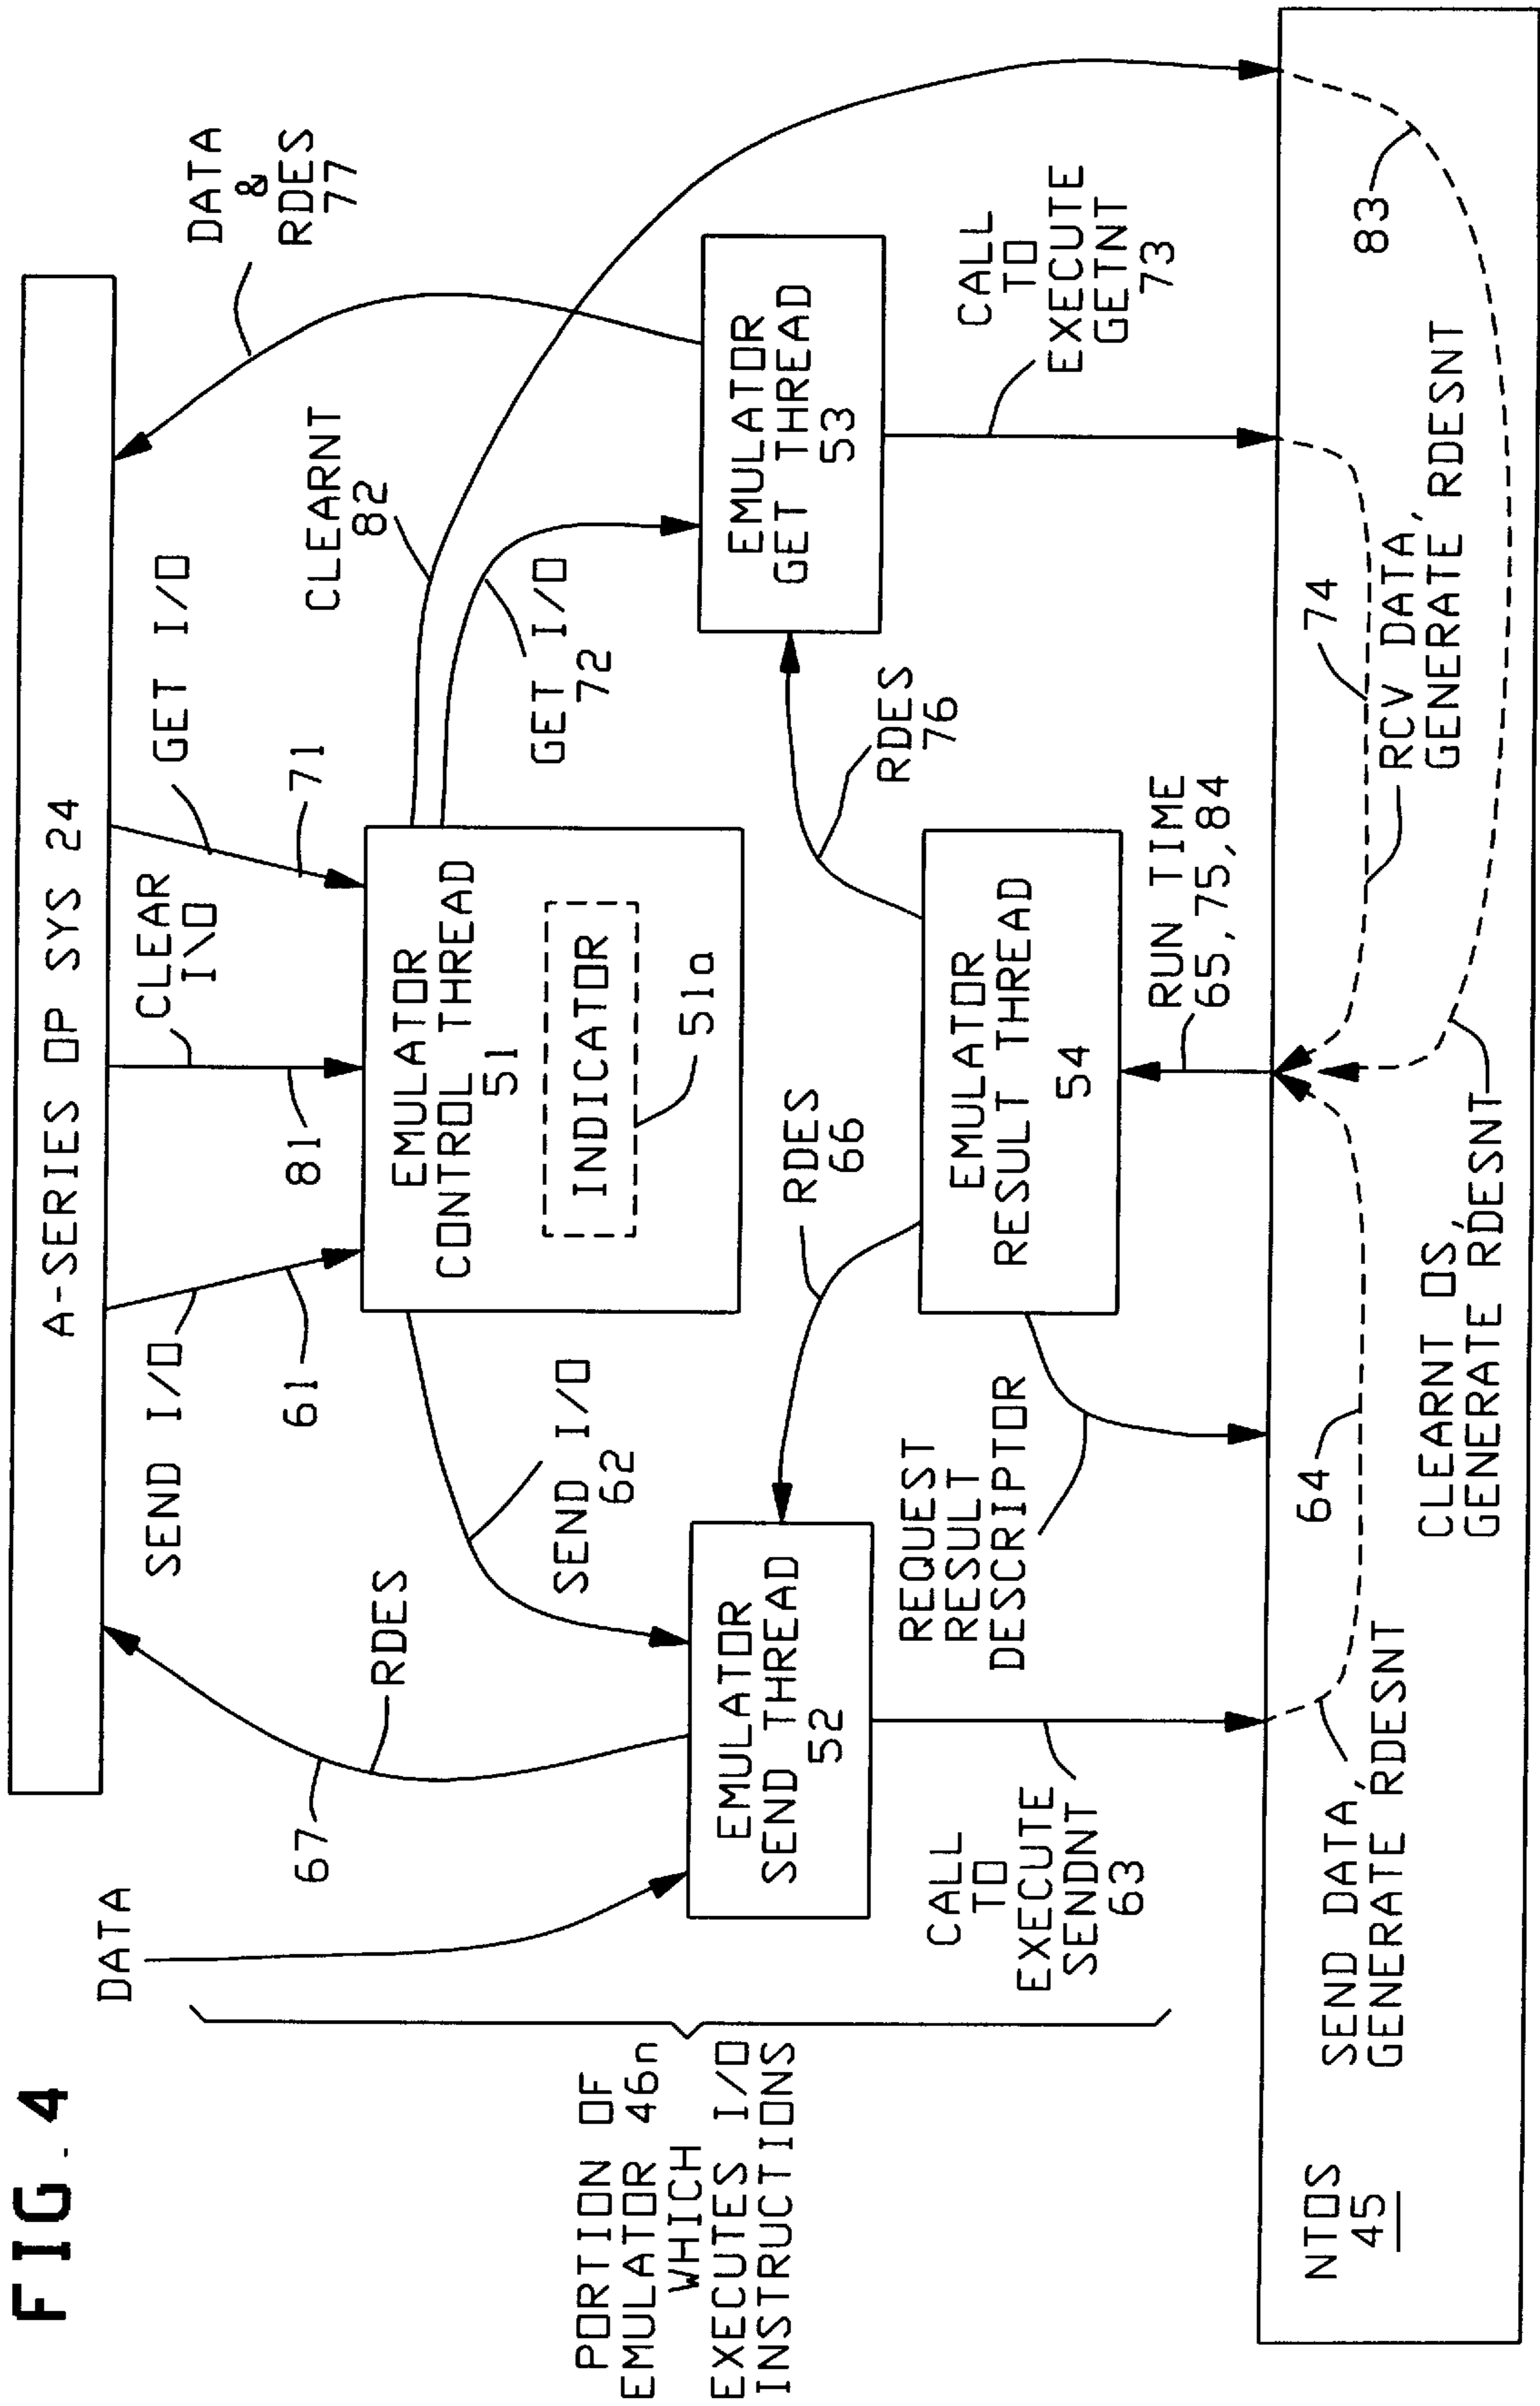 FIG. 4
A-SERIES OP SYS 24
DATA
67
RDES
SEND I/O
61
81
CLEAR
I\O
71
GET I/O
CLEARNT
82
DATA
&
RDES
77
PORTION OF
EMULATOR 46n
WHICH
EXECUTES I/O
INSTRUCTIONS
EMULATOR
CONTROL THREAD
51
INDICATOR
51a
SEND I/O
62
GET I/O
72
EMULATOR
SEND THREAD
52
RDES
66
RDES
76
EMULATOR
GET THREAD
53
EMULATOR
RESULT THREAD
54
CALL
TO
EXECUTE
SENDNT
63
REQUEST
RESULT
DESCRIPTOR
RUN TIME
65,75,84
CALL
TO
EXECUTE
GETNT
73
NTOS
45
SEND DATA,
GENERATE RDESNT
64
CLEARNT OS,
GENERATE RDESNT
74
RCV DATA,
GENERATE RDESNT
83